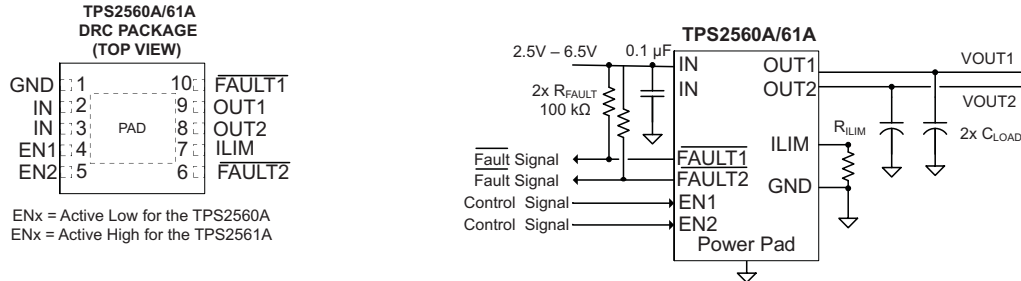 TPS2560A/61A
DRC PACKAGE
(TOP VIEW)
GND 1
IN 2
IN 3
EN1 4
EN2 5
PAD
10 FAULT1
9 OUT1
8 OUT2
7 ILIM
6 FAULT2
ENx = Active Low for the TPS2560A
ENx = Active High for the TPS2561A
TPS2560A/61A
2.5V – 6.5V
0.1 µF
2x RFAULT
100 kΩ
Fault Signal
Fault Signal
Control Signal
Control Signal
IN
IN
FAULT1
FAULT2
EN1
EN2
Power Pad
OUT1
OUT2
ILIM
GND
RILIM
VOUT1
VOUT2
2x CLOAD